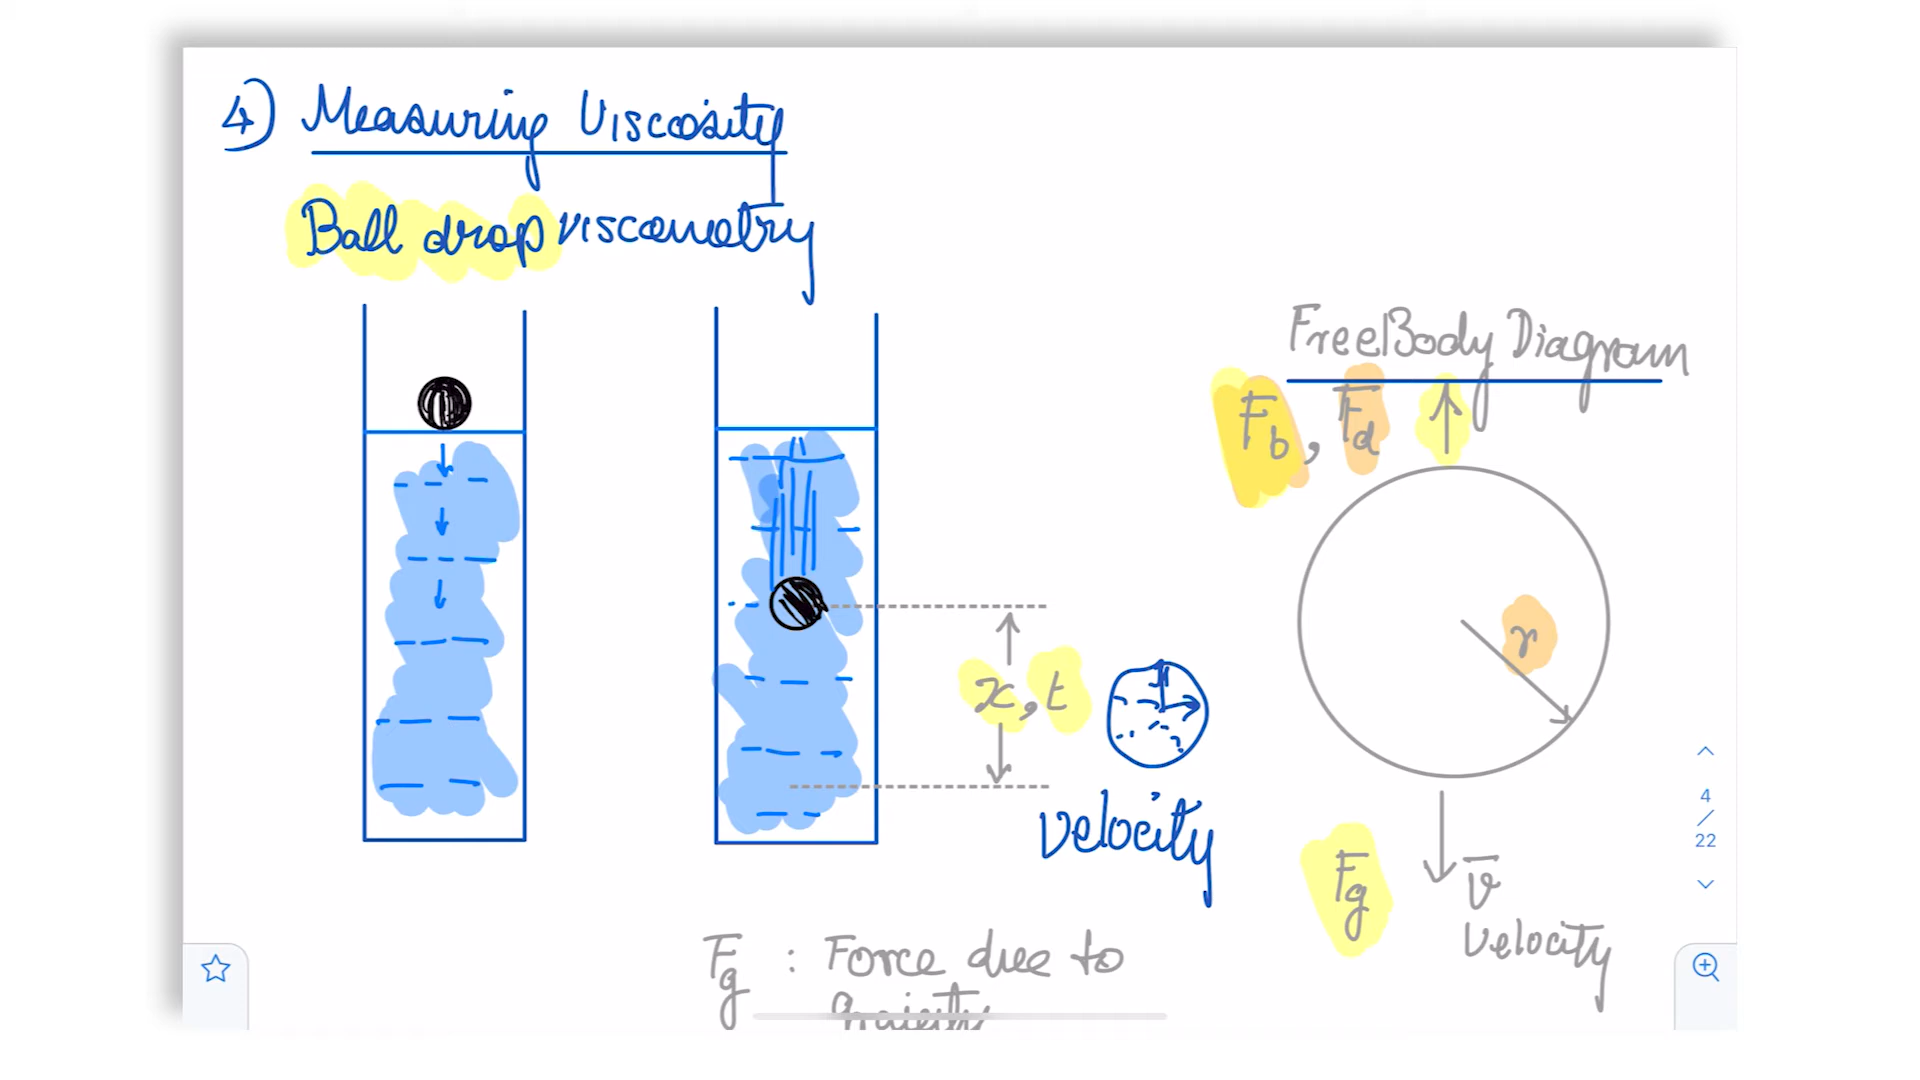 4) Measuring Viscosity
Ball drop viscometry
Free Body Diagram
Fb, Fd
r
x, t
velocity
Fg
v
velocity
Fg : Force due to
4
/
22